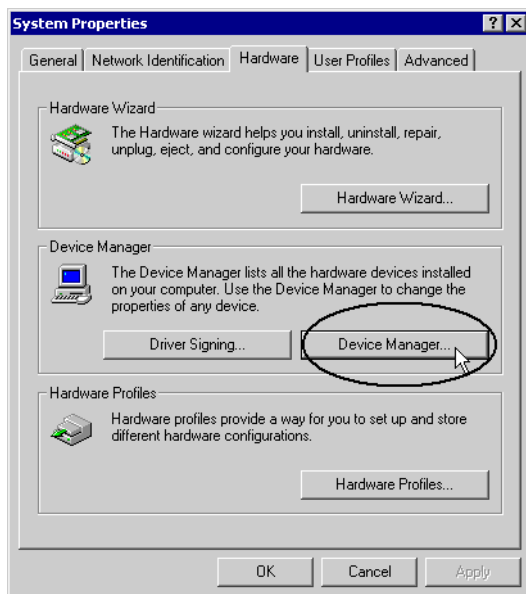 System Properties
General
Network Identification
Hardware
User Profiles
Advanced
Hardware Wizard
The Hardware wizard helps you install, uninstall, repair,
unplug, eject, and configure your hardware.
Hardware Wizard...
Device Manager
The Device Manager lists all the hardware devices installed
on your computer. Use the Device Manager to change the
properties of any device.
Driver Signing...
Device Manager...
Hardware Profiles
Hardware profiles provide a way for you to set up and store
different hardware configurations.
Hardware Profiles...
OK
Cancel
Apply